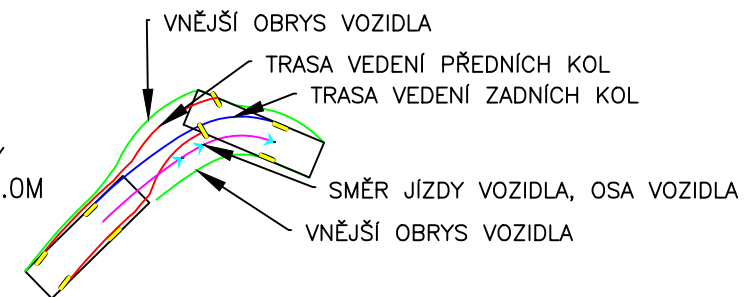 VNĚJŠÍ OBRYS VOZIDLA
TRASA VEDENÍ PŘEDNÍCH KOL
TRASA VEDENÍ ZADNÍCH KOL
.0M
SMĚR JÍZDY VOZIDLA, OSA VOZIDLA
VNĚJŠÍ OBRYS VOZIDLA